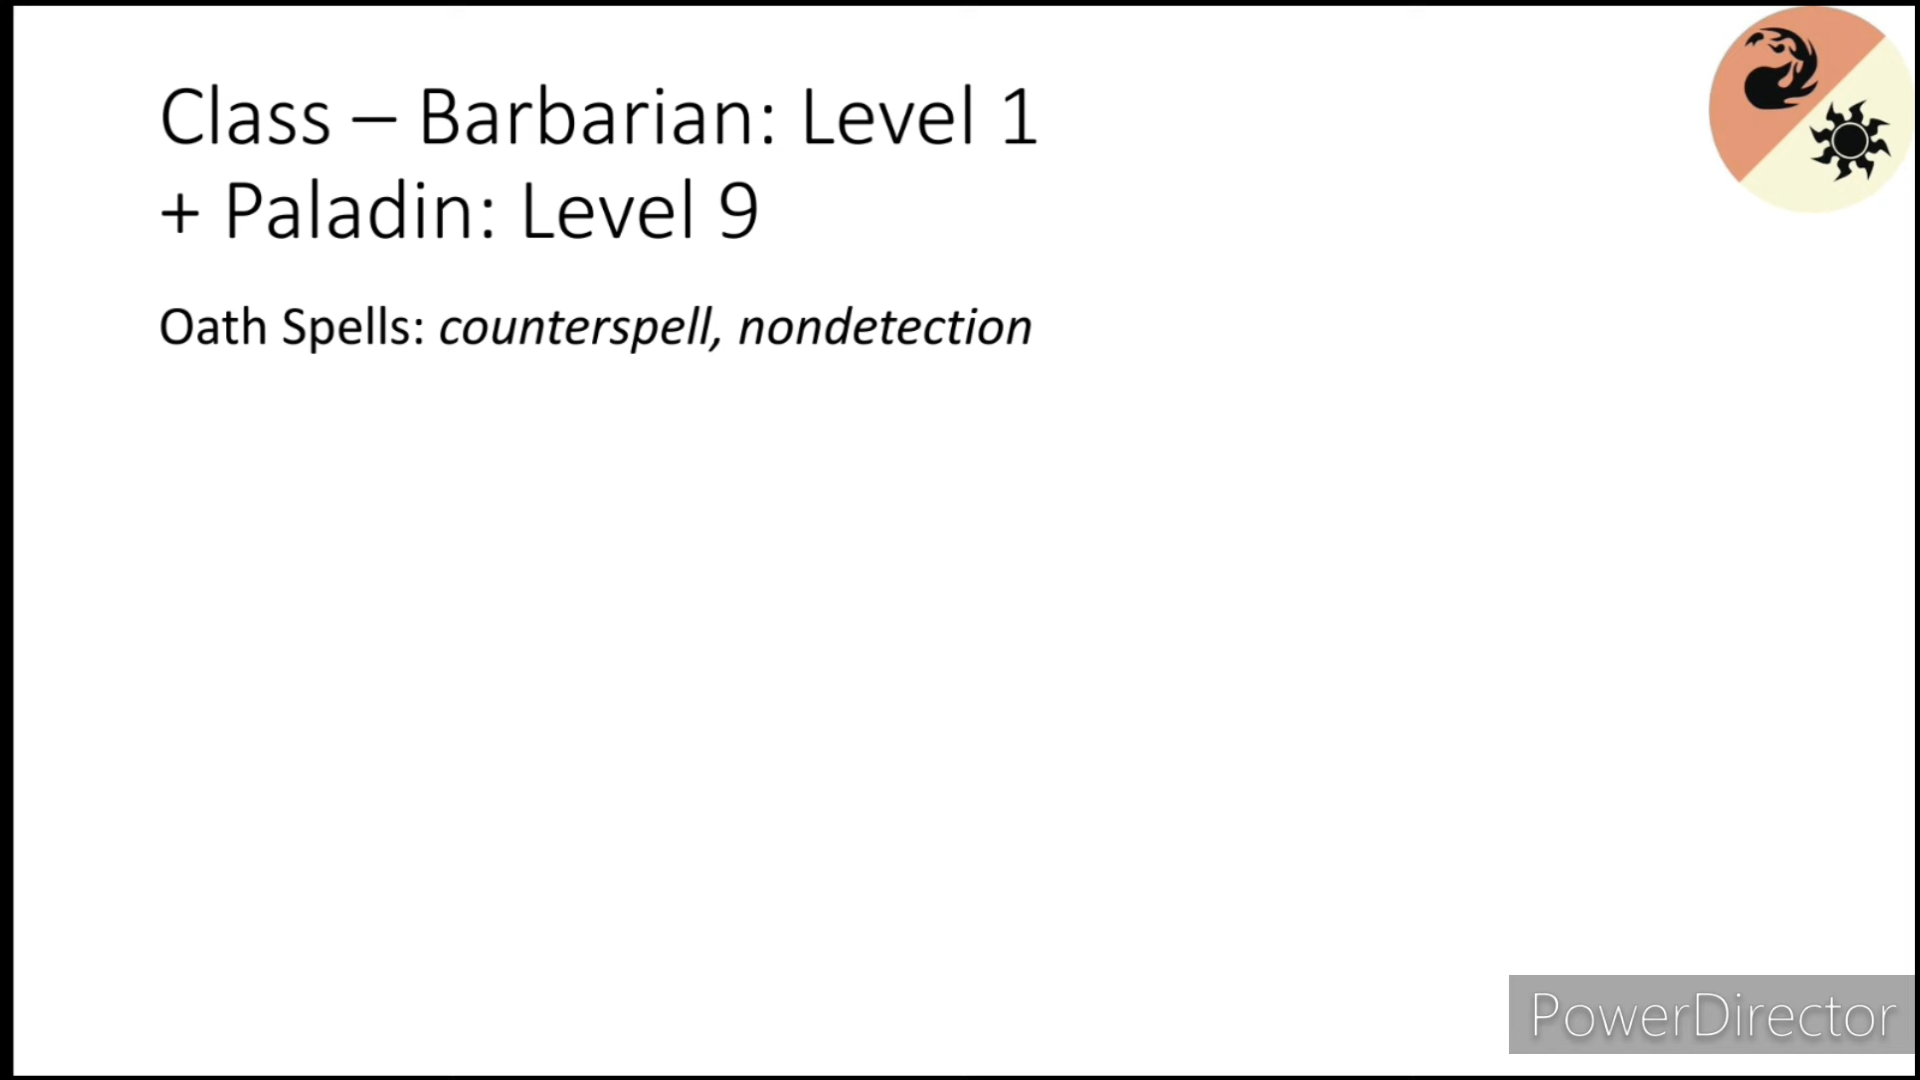 Class – Barbarian: Level 1
+ Paladin: Level 9
Oath Spells: counterspell, nondetection
PowerDirector